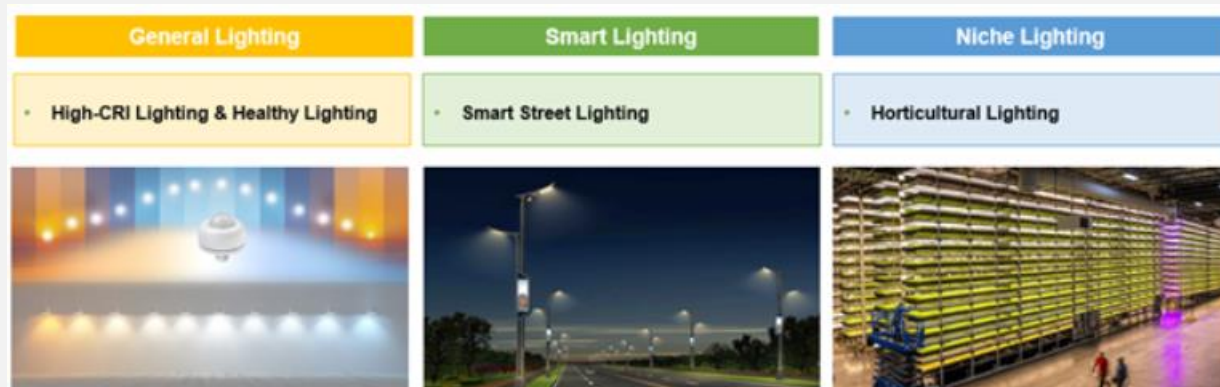 General Lighting
Smart Lighting
Niche Lighting
• High-CRI Lighting & Healthy Lighting
• Smart Street Lighting
• Horticultural Lighting